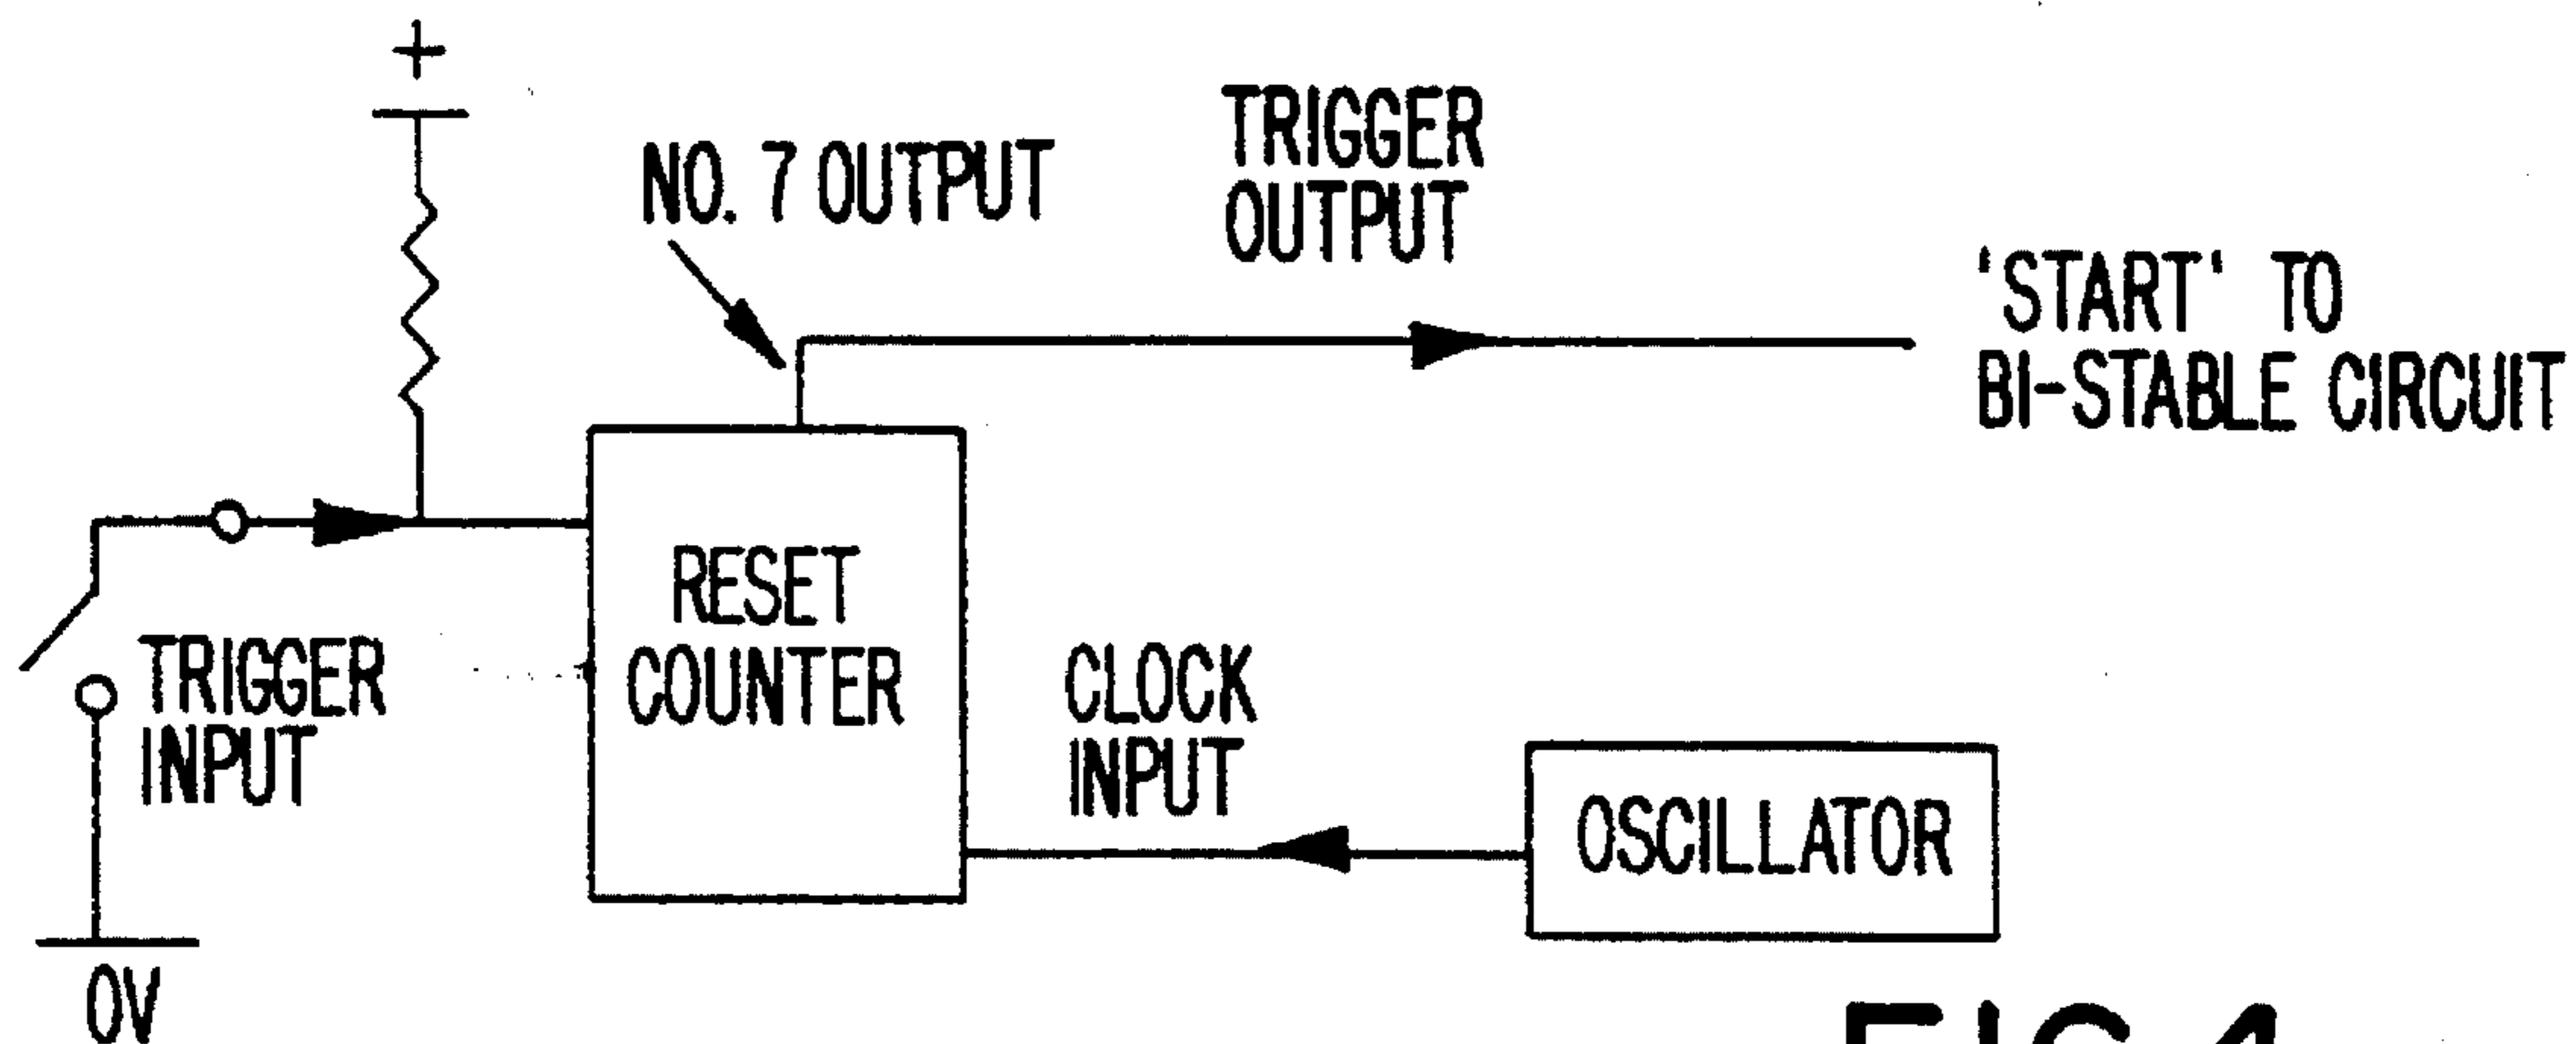 +
NO. 7 OUTPUT
TRIGGER
OUTPUT
'START' TO
BI-STABLE CIRCUIT
RESET
COUNTER
TRIGGER
INPUT
CLOCK
INPUT
OSCILLATOR
0V